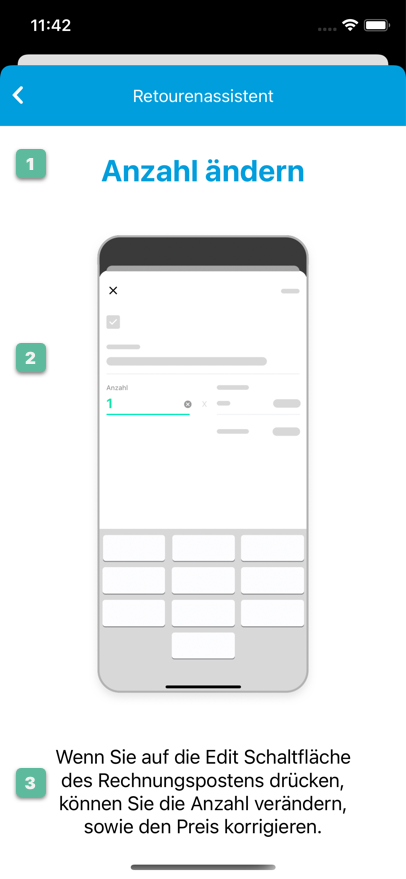 11:42
Retourenassistent
1
Anzahl ändern
2
Anzahl
1
x
3
Wenn Sie auf die Edit Schaltfläche
des Rechnungspostens drücken,
können Sie die Anzahl verändern,
sowie den Preis korrigieren.